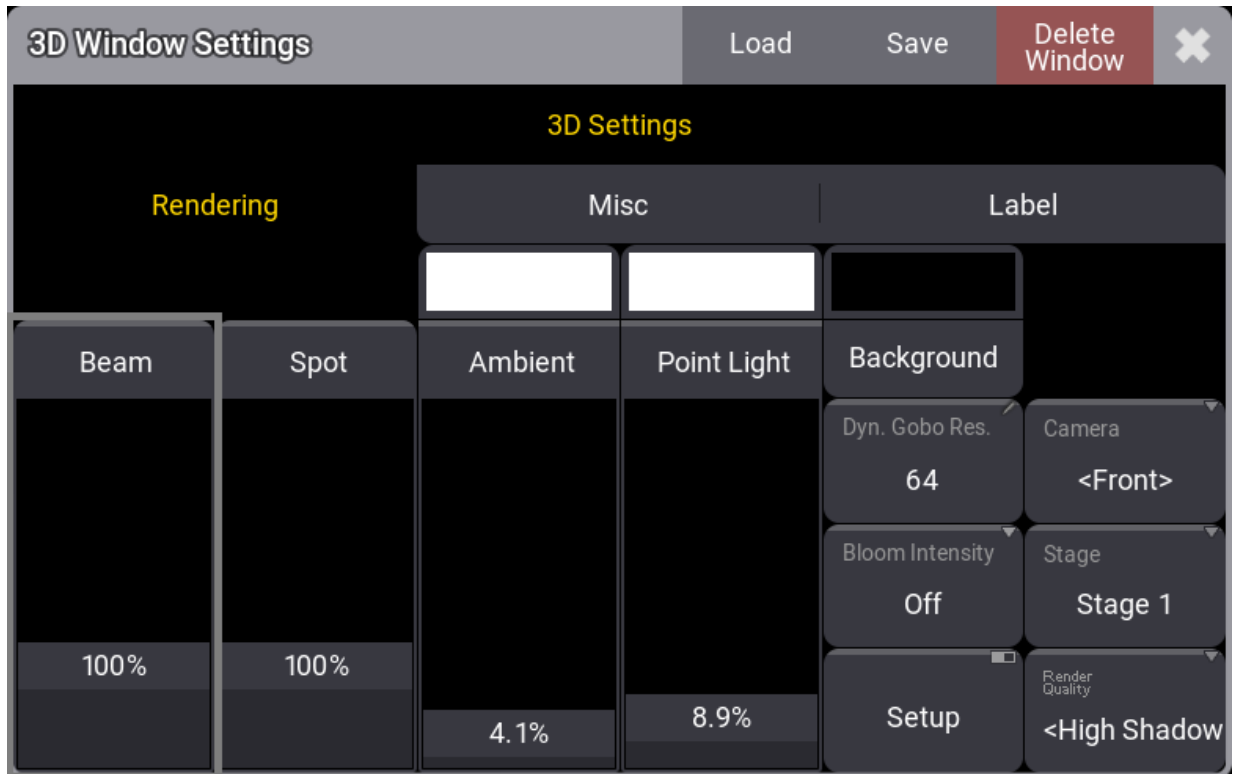 3D Window Settings
Load
Save
Delete
Window
3D Settings
Rendering
Misc
Label
Beam
Spot
Ambient
Point Light
Background
Dyn. Gobo Res.
64
Camera
<Front>
Bloom Intensity
Off
Stage
Stage 1
100%
100%
4.1%
8.9%
Setup
Render
Quality
<High Shadow